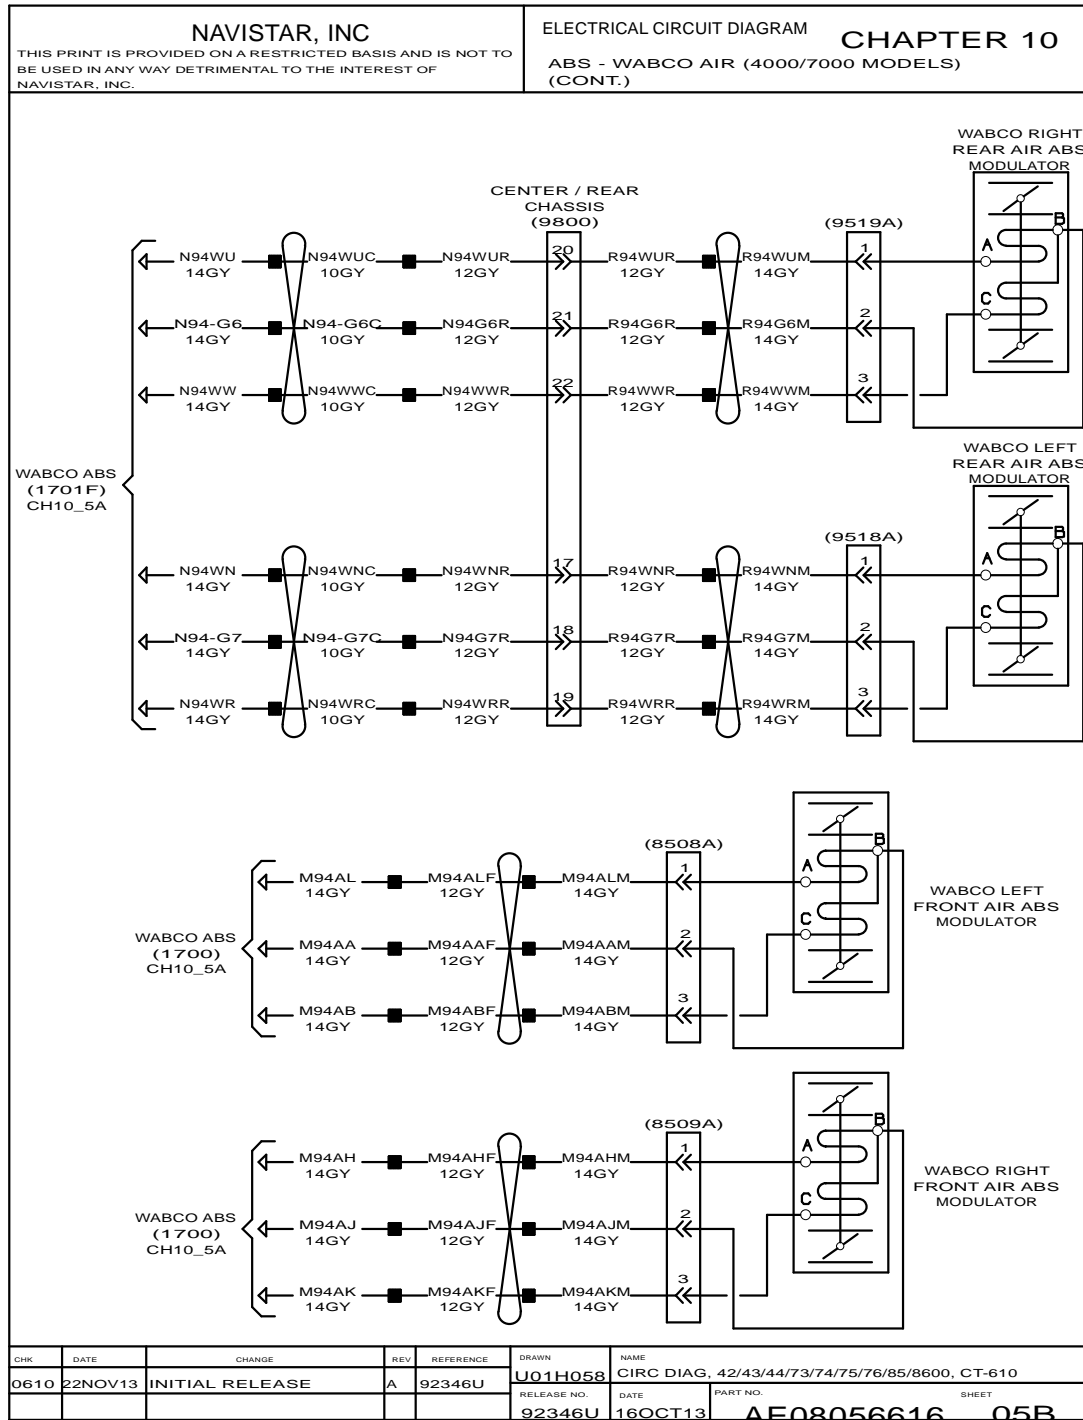 NAVISTAR, INC
THIS PRINT IS PROVIDED ON A RESTRICTED BASIS AND IS NOT TO
BE USED IN ANY WAY DETRIMENTAL TO THE INTEREST OF
NAVISTAR, INC.
ELECTRICAL CIRCUIT DIAGRAM
CHAPTER 10
ABS - WABCO AIR (4000/7000 MODELS)
(CONT.)
WABCO RIGHT
REAR AIR ABS
MODULATOR
CENTER / REAR
CHASSIS
(9800)
(9519A)
A
B
C
N94WU N94WUC N94WUR 20 R94WUR R94WUM 1
14GY 10GY 12GY 12GY 14GY
N94-G6 N94-G6C N94G6R 21 R94G6R R94G6M 2
14GY 10GY 12GY 12GY 14GY
N94WW N94WWC N94WWR 22 R94WWR R94WWM 3
14GY 10GY 12GY 12GY 14GY
WABCO ABS
(1701F)
CH10_5A
WABCO LEFT
REAR AIR ABS
MODULATOR
(9518A)
A
B
C
N94WN N94WNC N94WNR 17 R94WNR R94WNM 1
14GY 10GY 12GY 12GY 14GY
N94-G7 N94-G7C N94G7R 18 R94G7R R94G7M 2
14GY 10GY 12GY 12GY 14GY
N94WR N94WRC N94WRR 19 R94WRR R94WRM 3
14GY 10GY 12GY 12GY 14GY
(8508A)
A
B
C
M94AL M94ALF M94ALM 1
14GY 12GY 14GY
M94AA M94AAF M94AAM 2
14GY 12GY 14GY
M94AB M94ABF M94ABM 3
14GY 12GY 14GY
WABCO ABS
(1700)
CH10_5A
WABCO LEFT
FRONT AIR ABS
MODULATOR
(8509A)
A
B
C
M94AH M94AHF M94AHM 1
14GY 12GY 14GY
M94AJ M94AJF M94AJM 2
14GY 12GY 14GY
M94AK M94AKF M94AKM 3
14GY 12GY 14GY
WABCO ABS
(1700)
CH10_5A
WABCO RIGHT
FRONT AIR ABS
MODULATOR
CHK DATE CHANGE REV REFERENCE
0610 22NOV13 INITIAL RELEASE A 92346U
DRAWN
U01H058
NAME
CIRC DIAG, 42/43/44/73/74/75/76/85/8600, CT-610
RELEASE NO.
92346U
DATE
16OCT13
PART NO.
AE08056616
SHEET
05B